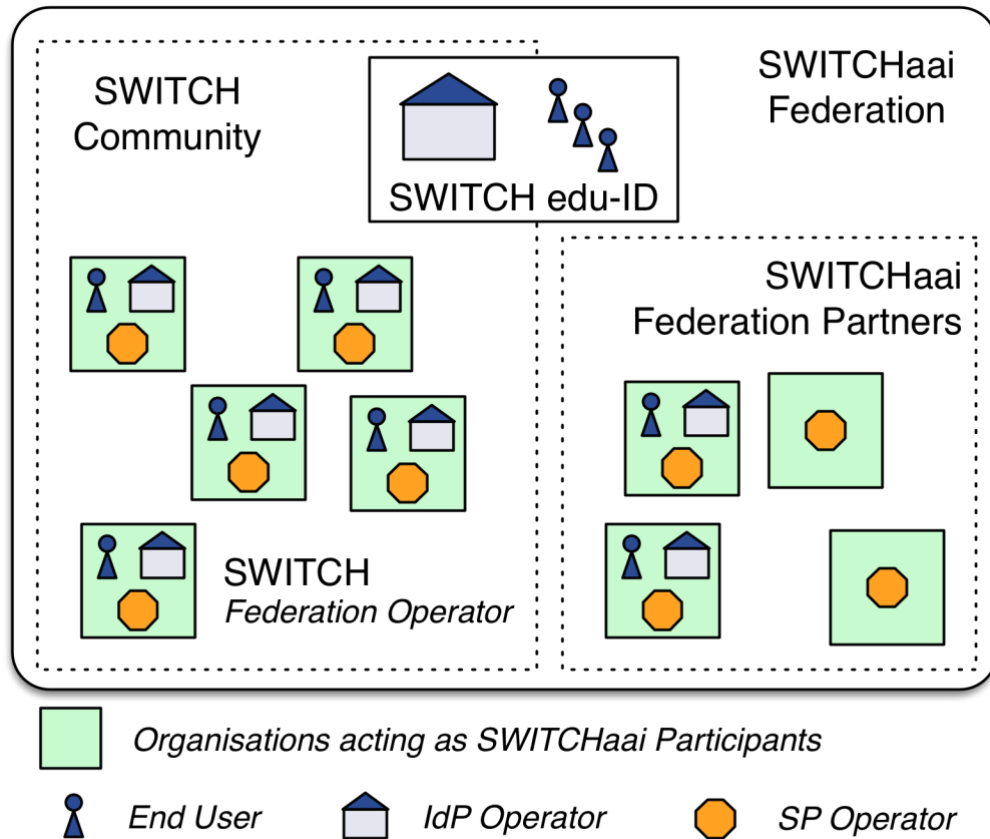 SWITCH
Community
SWITCHaai
Federation
SWITCH edu-ID
SWITCHaai
Federation Partners
SWITCH
Federation Operator
Organisations acting as SWITCHaai Participants
End User
IdP Operator
SP Operator